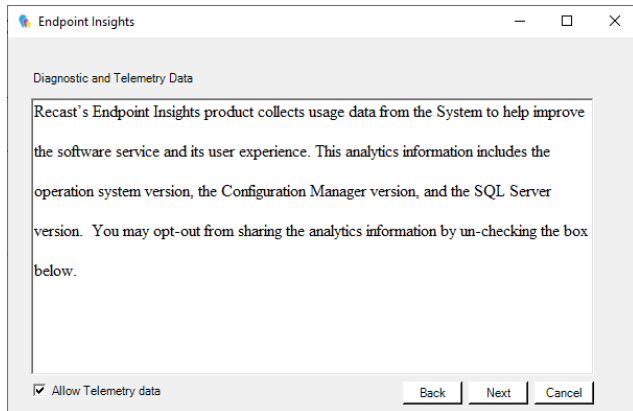 Endpoint Insights
Diagnostic and Telemetry Data
Recast's Endpoint Insights product collects usage data from the System to help improve
the software service and its user experience. This analytics information includes the
operation system version, the Configuration Manager version, and the SQL Server
version.  You may opt-out from sharing the analytics information by un-checking the box
below.
Allow Telemetry data
Back
Next
Cancel